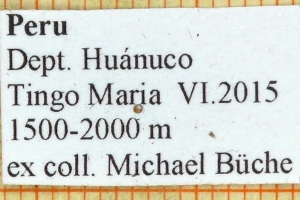 Peru
Dept. Huánuco
Tingo Maria VI.2015
1500-2000 m
ex coll. Michael Büche